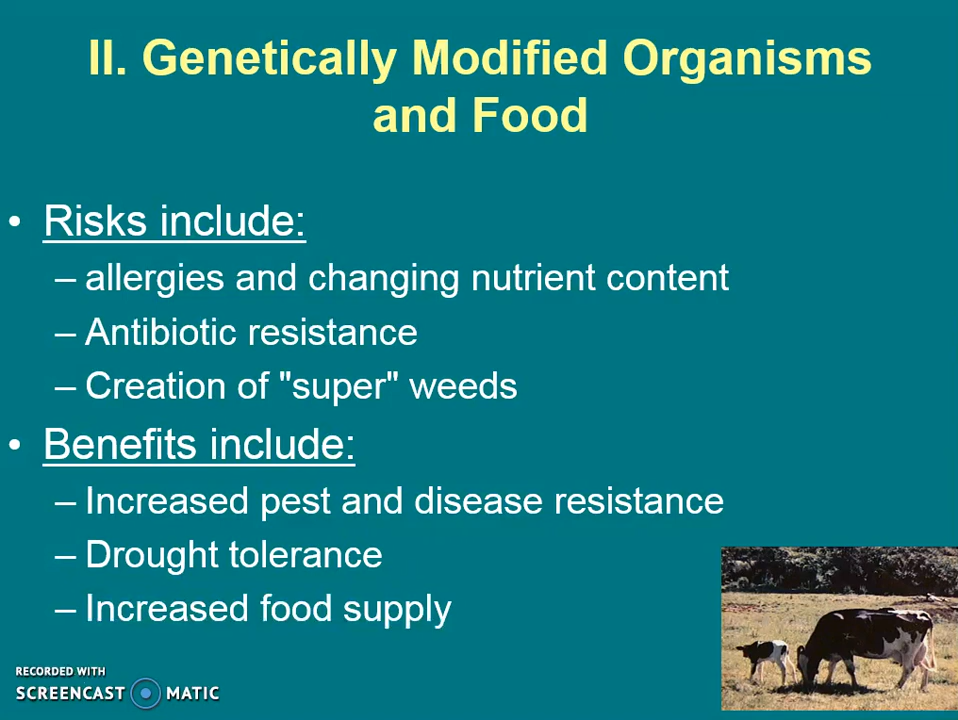 II. Genetically Modified Organisms
and Food
• Risks include:
– allergies and changing nutrient content
– Antibiotic resistance
– Creation of "super" weeds
• Benefits include:
– Increased pest and disease resistance
– Drought tolerance
– Increased food supply
RECORDED WITH
SCREENCAST MATIC